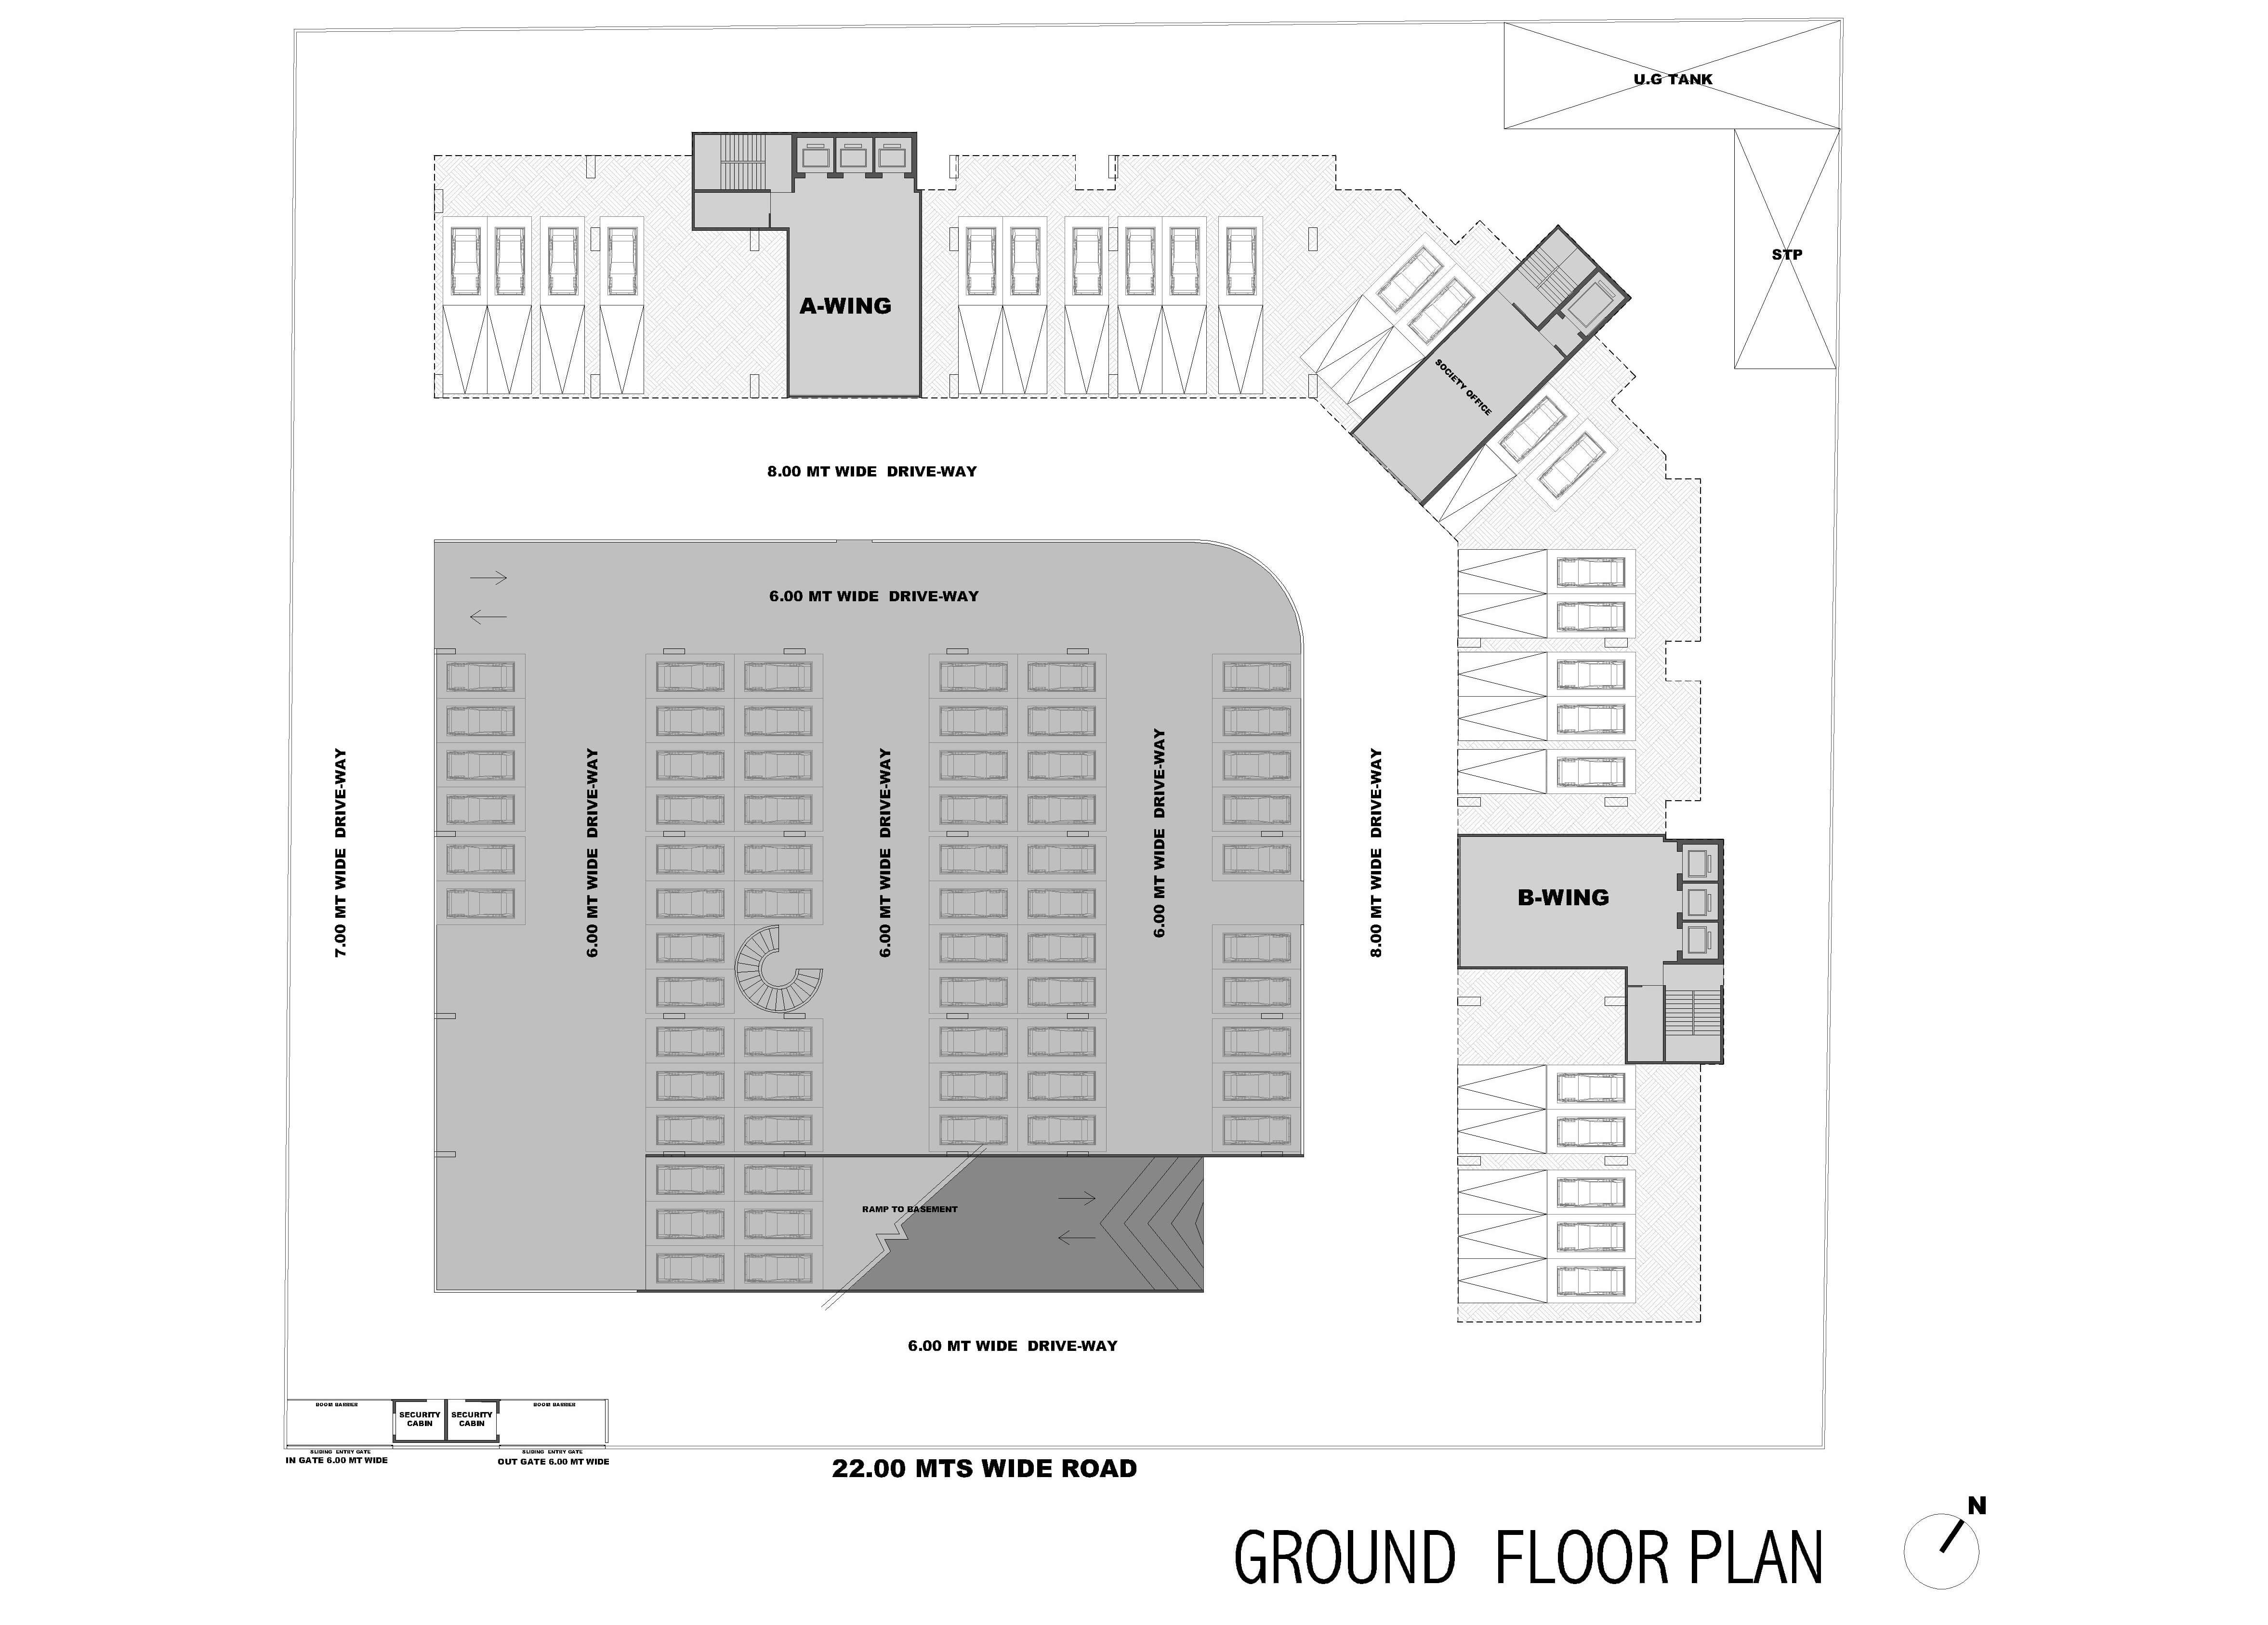 U.G TANK
STP
A-WING
SOCIETY OFFICE
8.00 MT WIDE DRIVE-WAY
6.00 MT WIDE DRIVE-WAY
7.00 MT WIDE DRIVE-WAY
6.00 MT WIDE DRIVE-WAY
6.00 MT WIDE DRIVE-WAY
6.00 MT WIDE DRIVE-WAY
8.00 MT WIDE DRIVE-WAY
B-WING
RAMP TO BASEMENT
6.00 MT WIDE DRIVE-WAY
BOOM BARRIER
SECURITY
CABIN
SECURITY
CABIN
BOOM BARRIER
SLIDING ENTRY GATE
IN GATE 6.00 MT WIDE
SLIDING ENTRY GATE
OUT GATE 6.00 MT WIDE
22.00 MTS WIDE ROAD
N
GROUND FLOOR PLAN